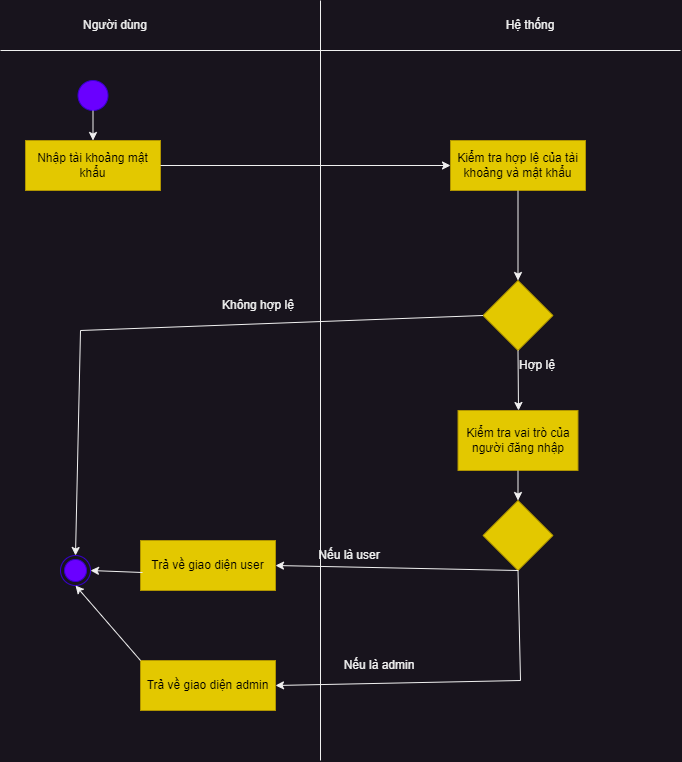 Người dùng
Hệ thống
Nhập tài khoảng mật
khẩu
Kiểm tra hợp lệ của tài
khoảng và mật khẩu
Không hợp lệ
Hợp lệ
Kiểm tra vai trò của
người đăng nhập
Nếu là user
Trả về giao diện user
Nếu là admin
Trả về giao diện admin